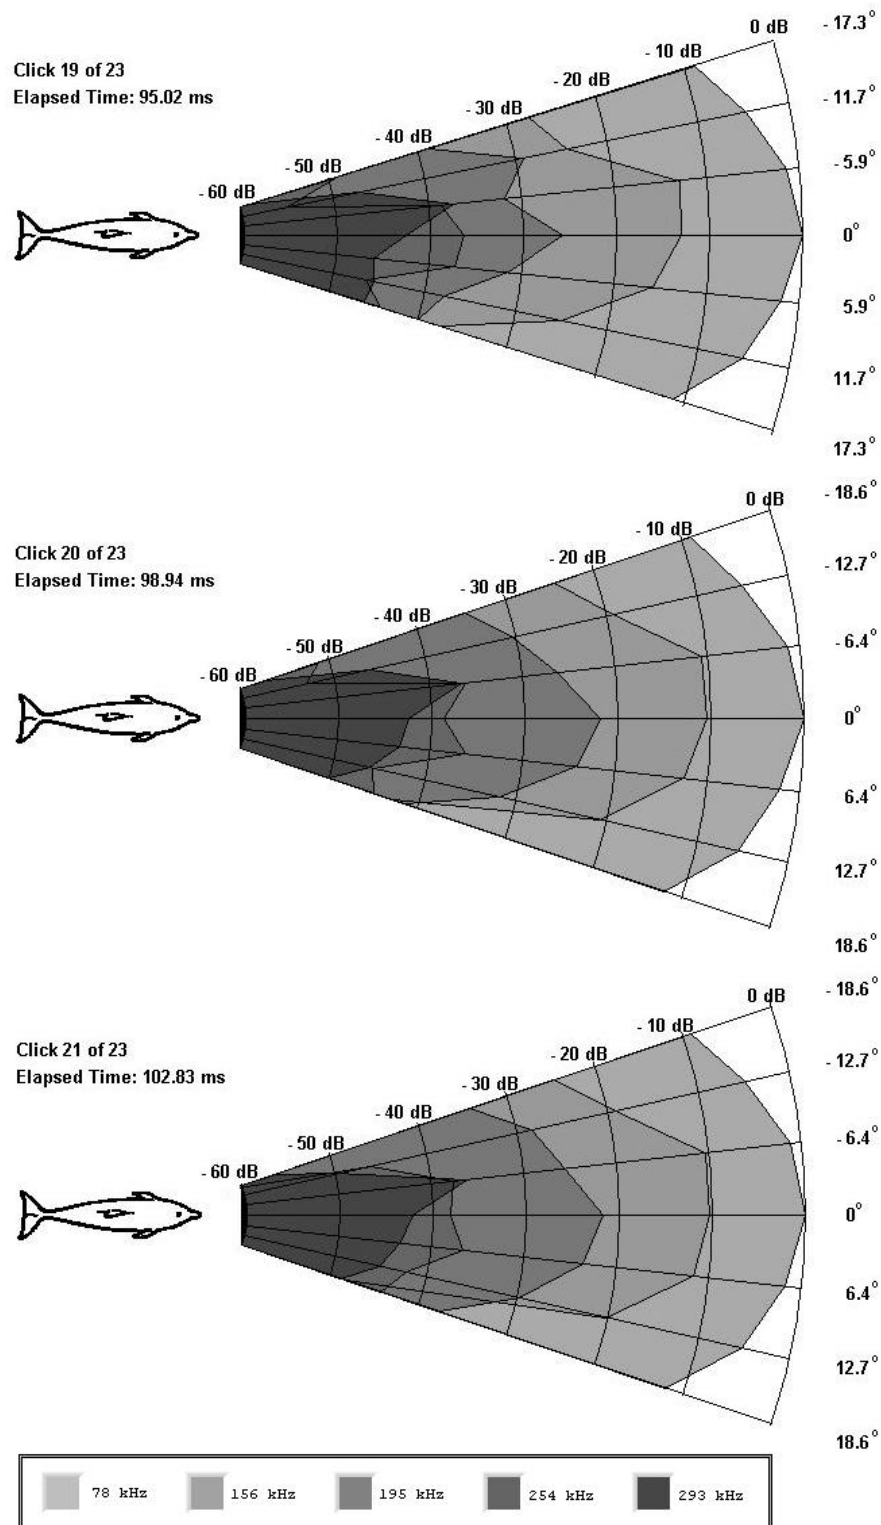 0 dB
- 17.3°
- 10 dB
Click 19 of 23
- 20 dB
Elapsed Time: 95.02 ms
- 11.7°
- 30 dB
- 40 dB
- 5.9°
- 50 dB
- 60 dB
0°
5.9°
11.7°
17.3°
0 dB
- 18.6°
- 10 dB
Click 20 of 23
- 20 dB
- 12.7°
Elapsed Time: 98.94 ms
- 30 dB
- 40 dB
- 6.4°
- 50 dB
- 60 dB
0°
6.4°
12.7°
18.6°
0 dB
- 18.6°
- 10 dB
Click 21 of 23
- 20 dB
- 12.7°
Elapsed Time: 102.83 ms
- 30 dB
- 40 dB
- 6.4°
- 50 dB
- 60 dB
0°
6.4°
12.7°
18.6°
78 kHz 156 kHz 195 kHz 254 kHz 293 kHz